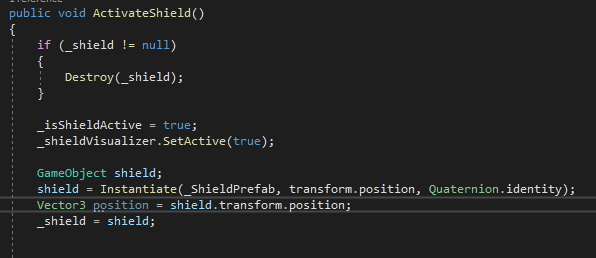 public void ActivateShield()
{
if (_shield != null)
{
Destroy(_shield);
}
_isShieldActive = true;
_shieldVisualizer.SetActive(true);
GameObject shield;
shield = Instantiate(_ShieldPrefab, transform.position, Quaternion.identity);
Vector3 position = shield.transform.position;
_shield = shield;